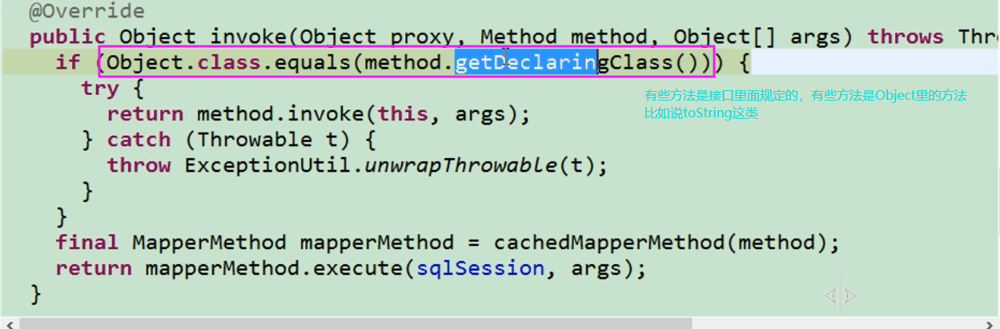 @Override
public Object invoke(Object proxy, Method method, Object[] args) throws Thr
if (Object.class.equals(method.getDeclaringClass())) {
有些方法是接口里面规定的，有些方法是Object里的方法
比如说toString这类
try {
return method.invoke(this, args);
} catch (Throwable t) {
throw ExceptionUtil.unwrapThrowable(t);
}
}
final MapperMethod mapperMethod = cachedMapperMethod(method);
return mapperMethod.execute(sqlSession, args);
}